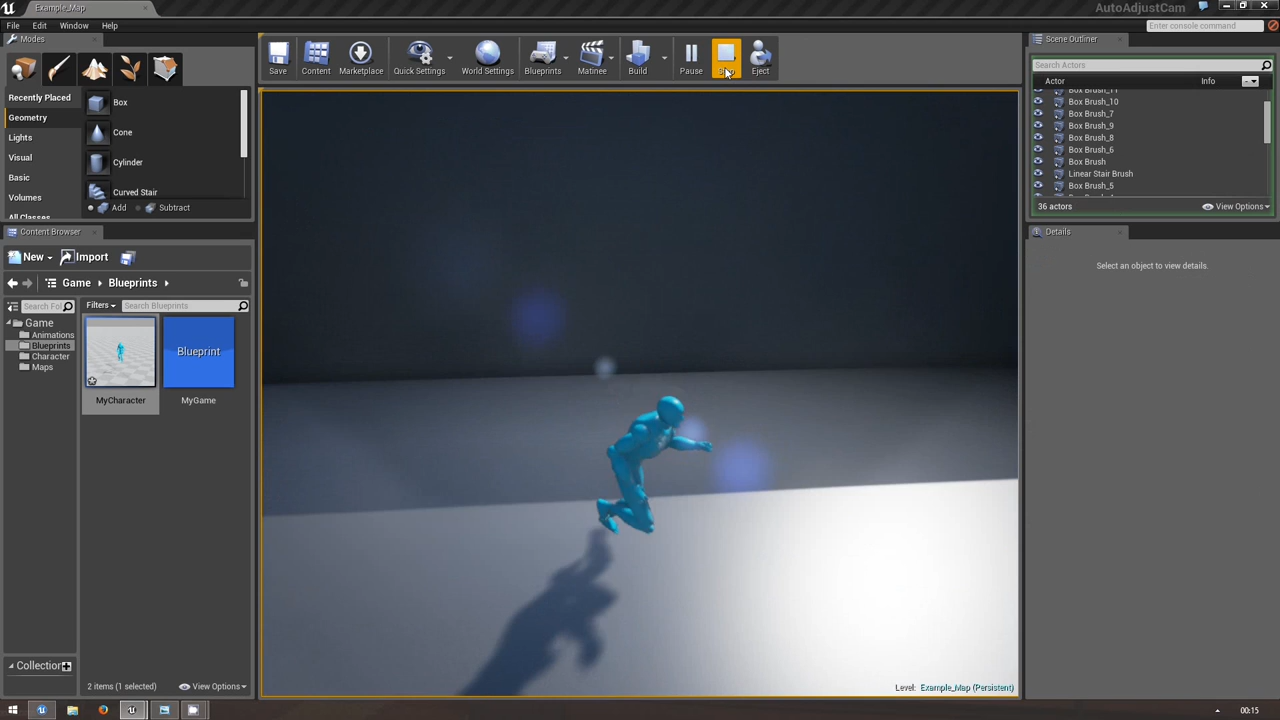 Example_Map
AutoAdjustCam
File Edit Window Help
Enter console command
Modes
Save Content Marketplace Quick Settings World Settings Blueprints Matinee Build Pause Eject
Recently Placed
Geometry
Lights
Visual
Basic
Volumes
All Classes
Box
Cone
Cylinder
Curved Stair
Add Subtract
Content Browser
New Import
Game Blueprints
Search Fol
Filters Search Blueprints
Game
Animations
Blueprints
Character
Maps
Blueprint
MyCharacter MyGame
Collection
2 items (1 selected) View Options
Level: Example_Map (Persistent)
Scene Outliner
Search Actors
Actor Info
Box Brush_11
Box Brush_10
Box Brush_7
Box Brush_9
Box Brush_8
Box Brush_6
Box Brush
Linear Stair Brush
Box Brush_5
36 actors View Options
Details
Select an object to view details.
00:15